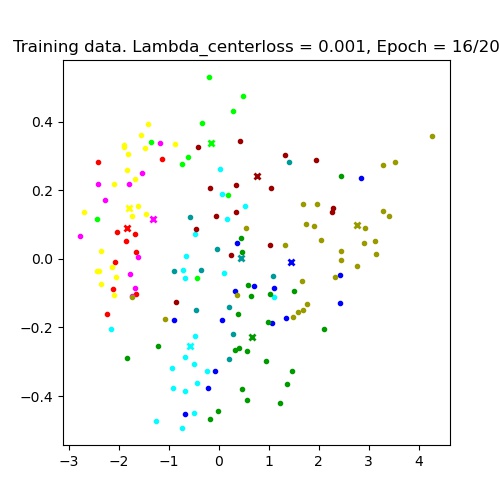 Training data. Lambda_centerloss = 0.001, Epoch = 16/20
0.4
0.2
0.0
−0.2
−0.4
−3 −2 −1 0 1 2 3 4